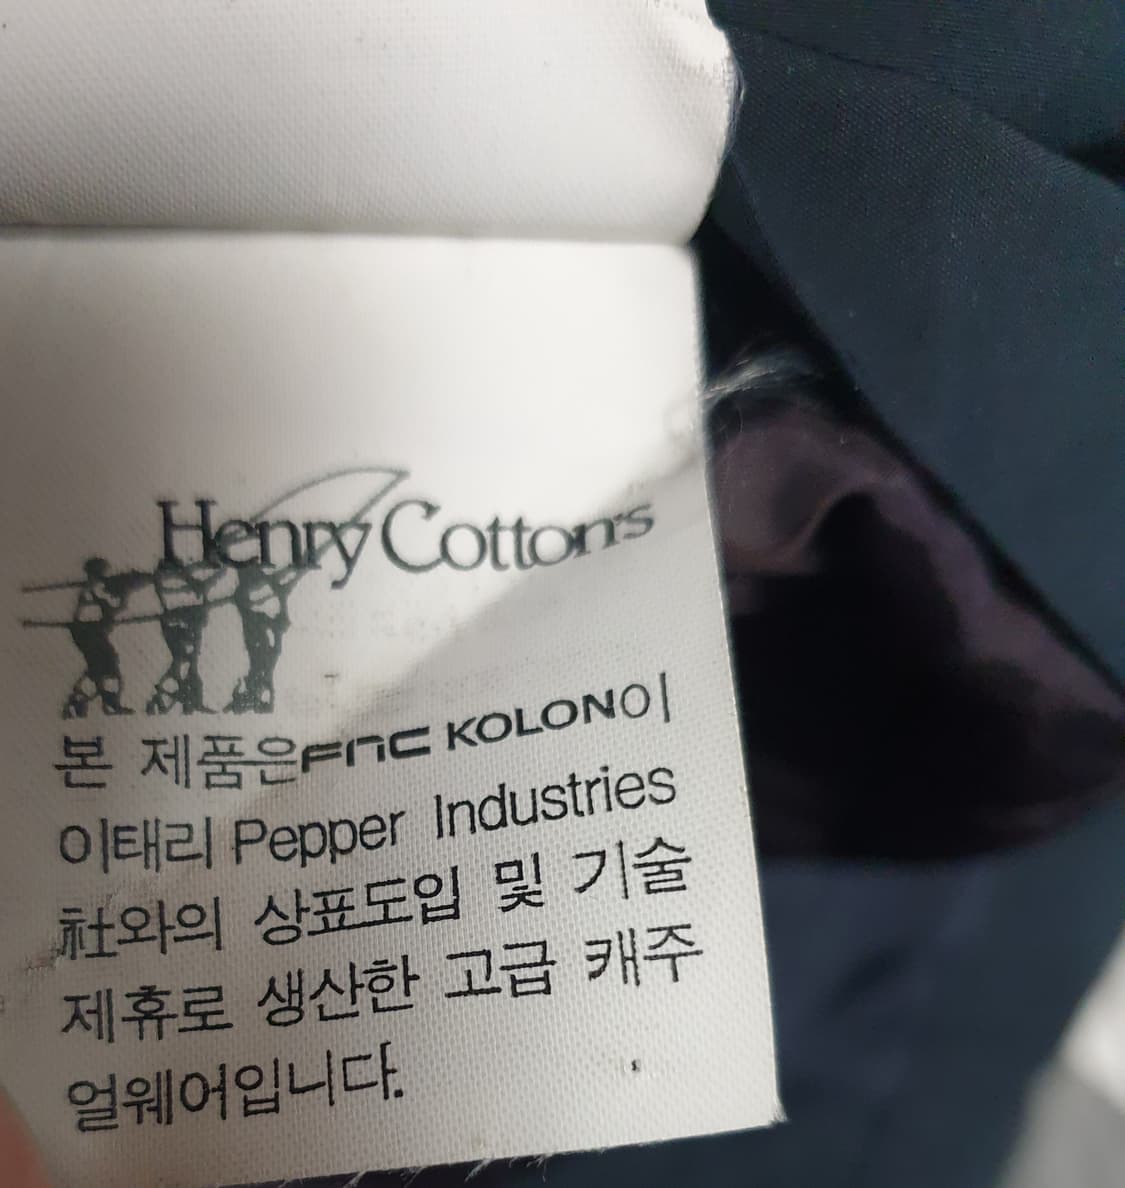 Henry Cotton's
본 제품은FnC KOLON이
이태리 Pepper Industries
社와의 상표도입 및 기술
제휴로 생산한 고급 캐주
얼웨어입니다.